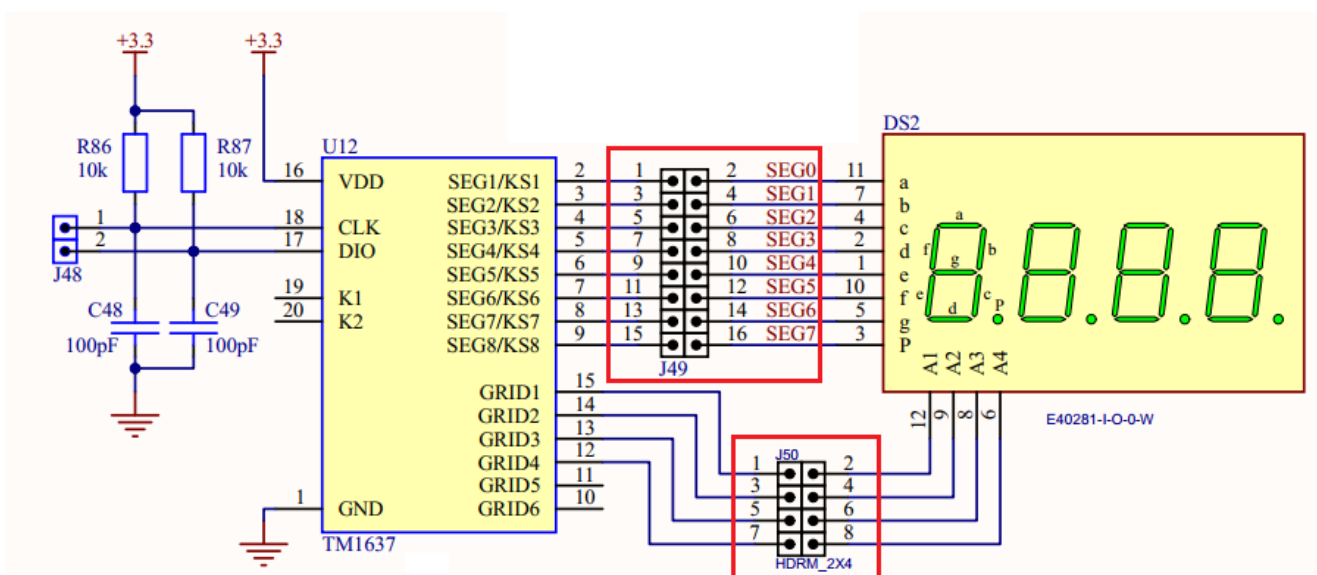 +3.3 +3.3
DS2
R86 10k
R87 10k
U12
16 VDD SEG1/KS1 2 1 2 SEG0 11 a
SEG2/KS2 3 3 4 SEG1 7 b
1 18 CLK SEG3/KS3 4 5 6 SEG2 4 c
2 17 DIO SEG4/KS4 5 7 8 SEG3 2 d
J48
SEG5/KS5 6 9 10 SEG4 1 e
19 K1 SEG6/KS6 7 11 12 SEG5 10 f
20 K2 SEG7/KS7 8 13 14 SEG6 5 g
SEG8/KS8 9 15 16 SEG7 3 P
C48 100pF
C49 100pF
J49
a
f b
g
e c
d P
A1 A2 A3 A4
12 9 8 6
E40281-I-O-0-W
GRID1 15
GRID2 14
GRID3 13
GRID4 12
GRID5 11
GRID6 10
1 GND
TM1637
J50
1 2
3 4
5 6
7 8
HDRM_2X4